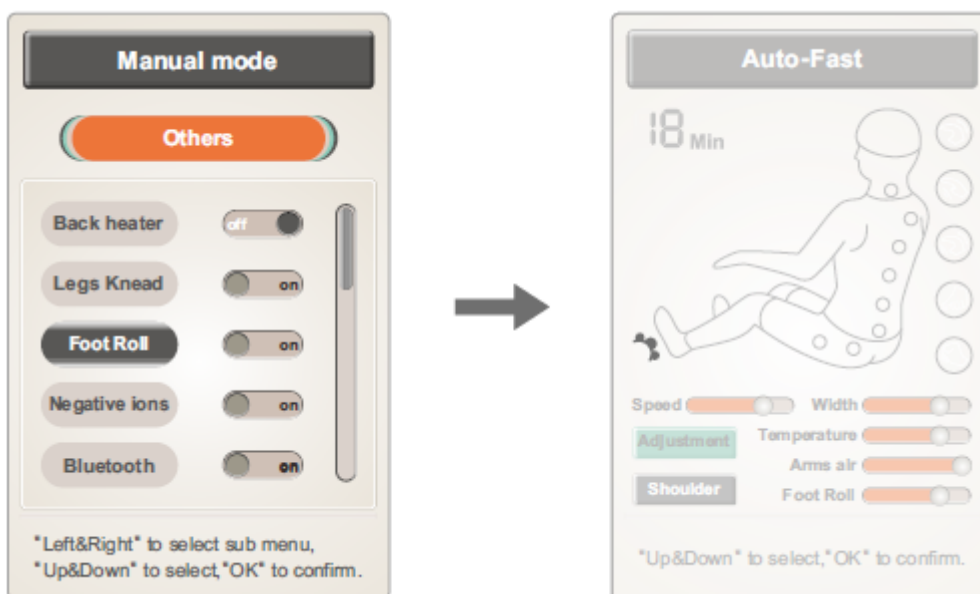 Manual mode
Others
Back heater off
Legs Knead on
Foot Roll on
Negative ions on
Bluetooth on
"Left&Right" to select sub menu,
"Up&Down" to select,"OK" to confirm.
Auto-Fast
18 Min
Speed Width
Adjustment Temperature
Arms air
Shoulder Foot Roll
"Up&Down" to select,"OK" to confirm.